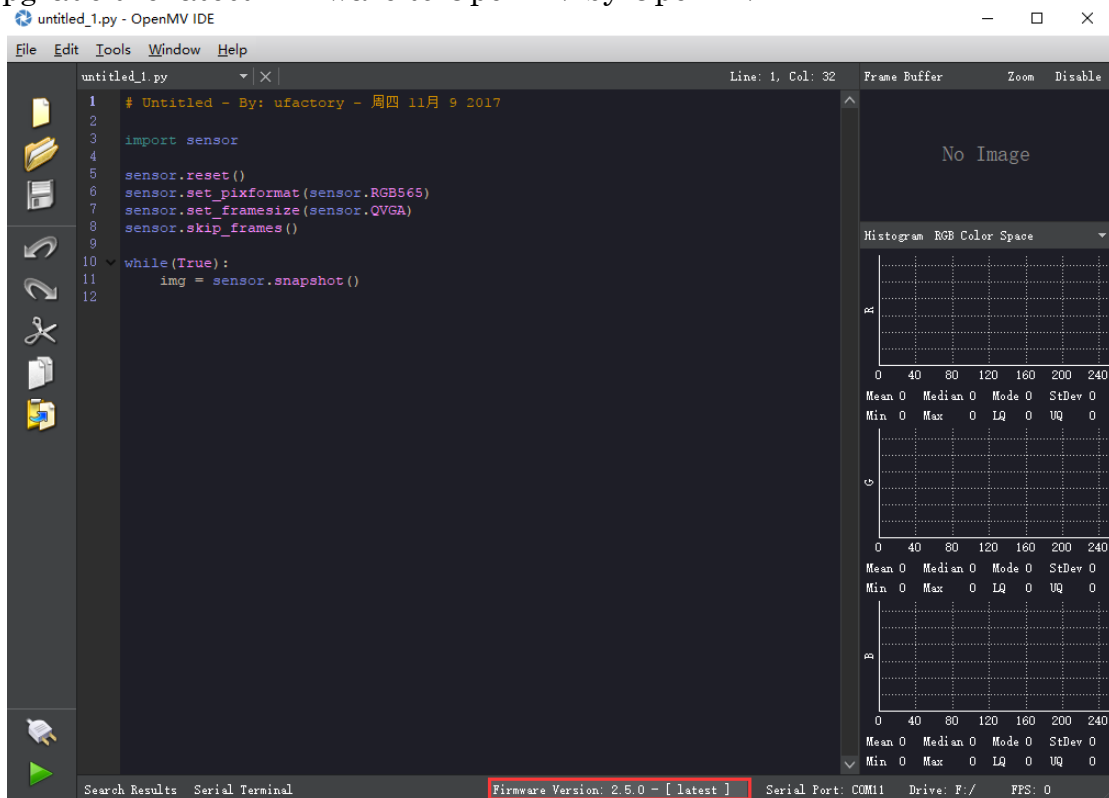 untitled_1.py - OpenMV IDE
File Edit Tools Window Help
untitled_1.py
Line: 1, Col: 32
Frame Buffer Zoom Disable
1 # Untitled - By: ufactory - 周四 11月 9 2017
2
3 import sensor
4
5 sensor.reset()
6 sensor.set_pixformat(sensor.RGB565)
7 sensor.set_framesize(sensor.QVGA)
8 sensor.skip_frames()
9
10 while(True):
11 img = sensor.snapshot()
12
No Image
Histogram RGB Color Space
R
0 40 80 120 160 200 240
Mean 0 Median 0 Mode 0 StDev 0
Min 0 Max 0 LQ 0 UQ 0
G
0 40 80 120 160 200 240
Mean 0 Median 0 Mode 0 StDev 0
Min 0 Max 0 LQ 0 UQ 0
B
0 40 80 120 160 200 240
Mean 0 Median 0 Mode 0 StDev 0
Min 0 Max 0 LQ 0 UQ 0
Search Results Serial Terminal Firmware Version: 2.5.0 - [ latest ] Serial Port: COM11 Drive: F:/ FPS: 0